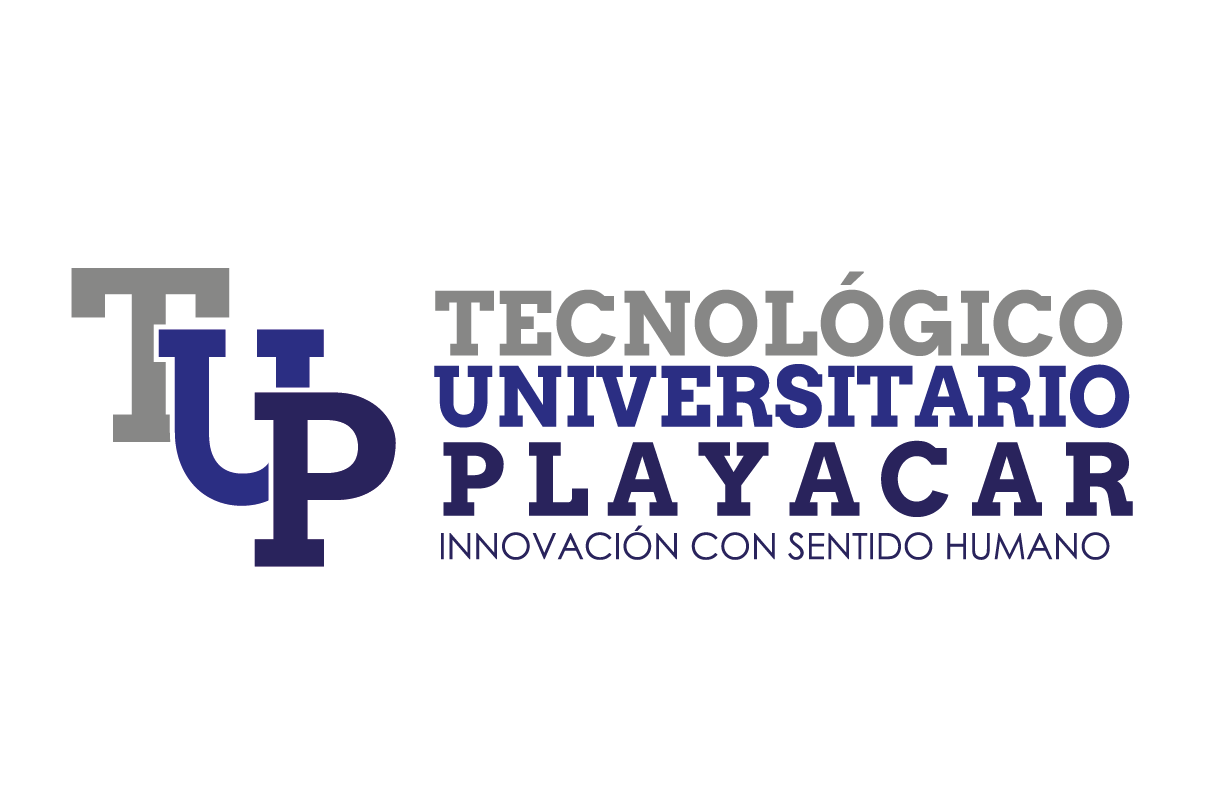 TUP
TECNOLÓGICO
UNIVERSITARIO
PLAYACAR
INNOVACIÓN CON SENTIDO HUMANO